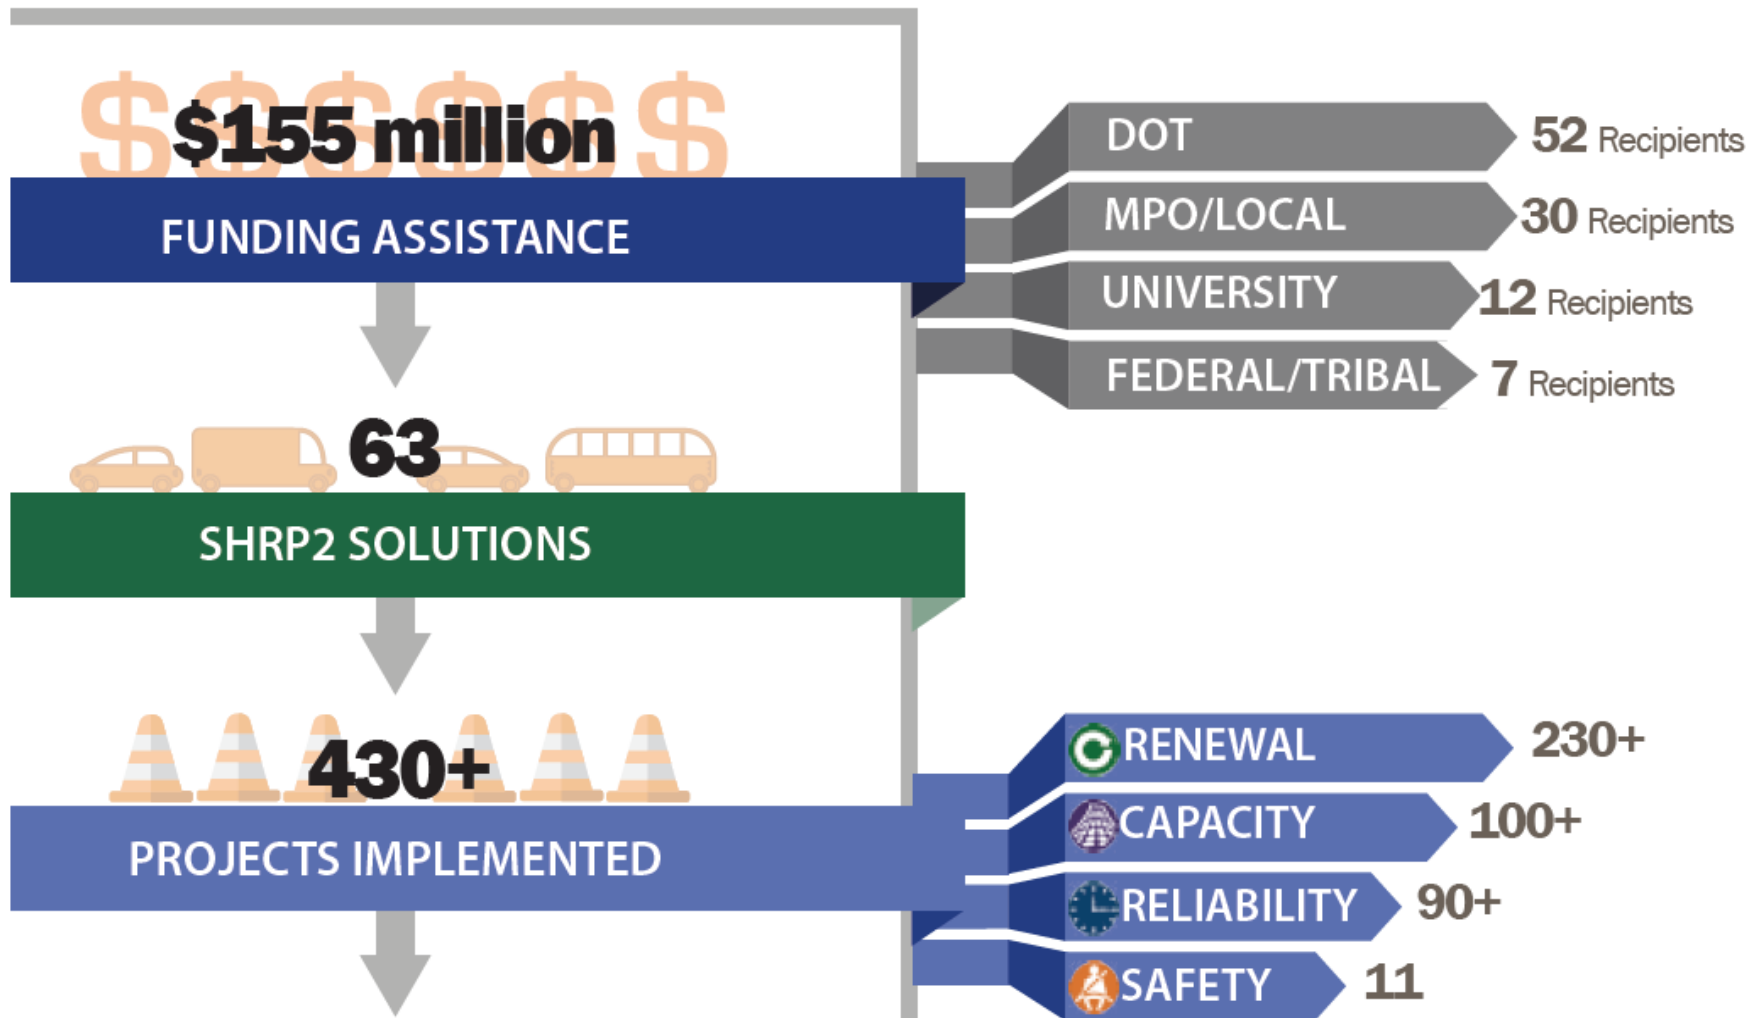 $155 million
FUNDING ASSISTANCE
DOT 52 Recipients
MPO/LOCAL 30 Recipients
UNIVERSITY 12 Recipients
FEDERAL/TRIBAL 7 Recipients
63
SHRP2 SOLUTIONS
430+
PROJECTS IMPLEMENTED
RENEWAL 230+
CAPACITY 100+
RELIABILITY 90+
SAFETY 11